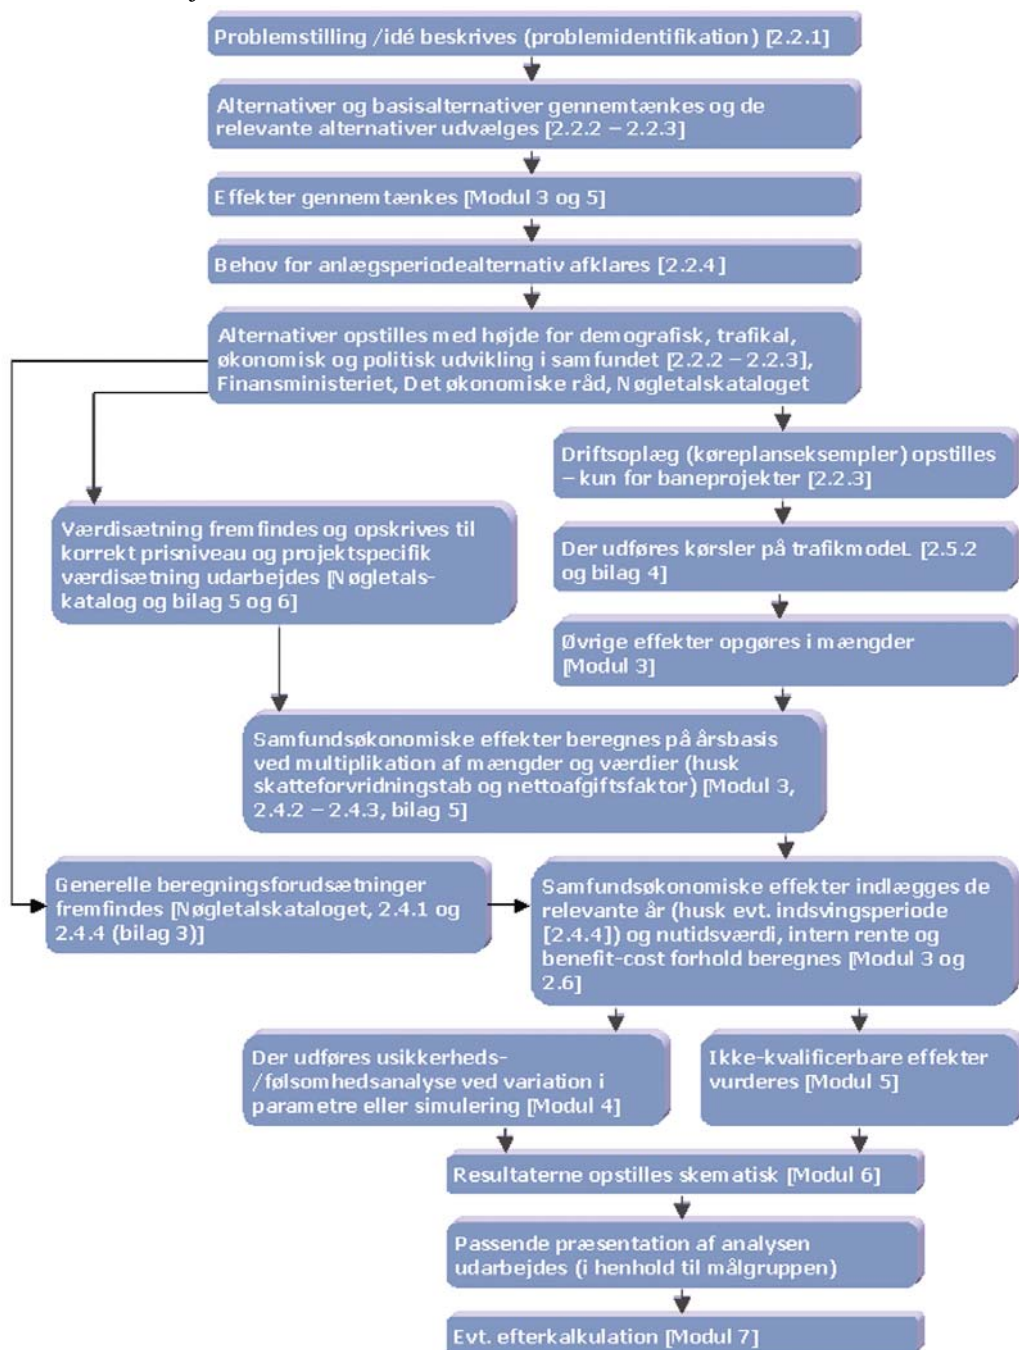 Problemstilling /idé beskrives (problemidentifikation) [2.2.1]
Alternativer og basisalternativer gennemtænkes og de
relevante alternativer udvælges [2.2.2 – 2.2.3]
Effekter gennemtænkes [Modul 3 og 5]
Behov for anlægsperiodealternativ afklares [2.2.4]
Alternativer opstilles med højde for demografisk, trafikal,
økonomisk og politisk udvikling i samfundet [2.2.2 – 2.2.3],
Finansministeriet, Det økonomiske råd, Nøgletalskataloget
Driftsoplæg (køreplanseksempler) opstilles
– kun for baneprojekter [2.2.3]
Værdisætning fremfindes og opskrives til
korrekt prisniveau og projektspecifik
værdisætning udarbejdes [Nøgletals-
katalog og bilag 5 og 6]
Der udføres kørsler på trafikmodeL [2.5.2
og bilag 4]
Øvrige effekter opgøres i mængder
[Modul 3]
Samfundsøkonomiske effekter beregnes på årsbasis
ved multiplikation af mængder og værdier (husk
skatteforvridningstab og nettoafgiftsfaktor) [Modul 3,
2.4.2 – 2.4.3, bilag 5]
Generelle beregningsforudsætninger
fremfindes [Nøgletalskataloget, 2.4.1 og
2.4.4 (bilag 3)]
Samfundsøkonomiske effekter indlægges de
relevante år (husk evt. indsvingsperiode
[2.4.4]) og nutidsværdi, intern rente og
benefit-cost forhold beregnes [Modul 3 og
2.6]
Der udføres usikkerheds-
/følsomhedsanalyse ved variation i
parametre eller simulering [Modul 4]
Ikke-kvalificerbare effekter
vurderes [Modul 5]
Resultaterne opstilles skematisk [Modul 6]
Passende præsentation af analysen
udarbejdes (i henhold til målgruppen)
Evt. efterkalkulation [Modul 7]